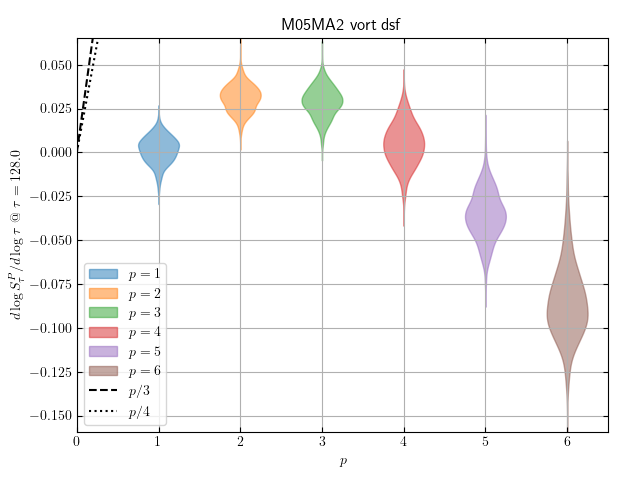 M05MA2 vort dsf
d log S_τ^P / d log τ @ τ = 128.0
0.050
0.025
0.000
−0.025
−0.050
−0.075
−0.100
−0.125
−0.150
p = 1
p = 2
p = 3
p = 4
p = 5
p = 6
p/3
p/4
0 1 2 3 4 5 6
p